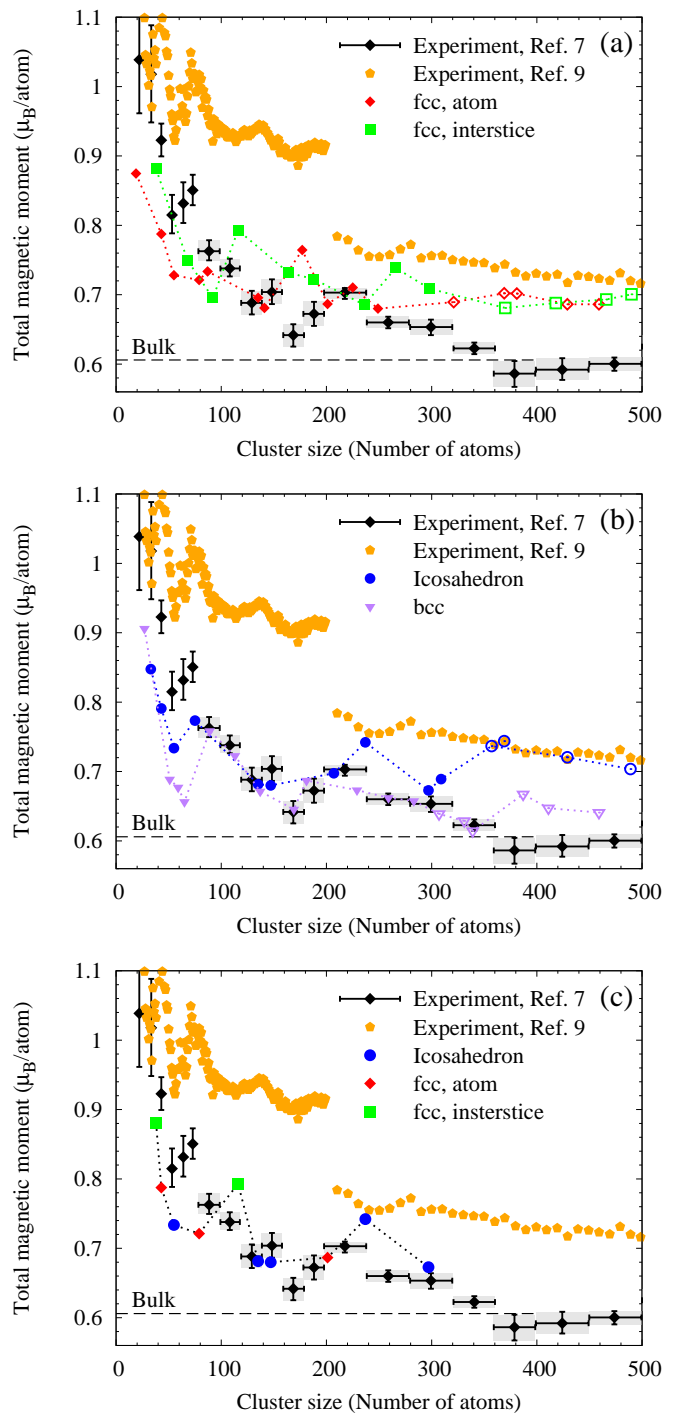 1.1
1
0.9
0.8
0.7
0.6
Total magnetic moment (μB/atom)
Experiment, Ref. 7
Experiment, Ref. 9
fcc, atom
fcc, interstice
(a)
Bulk
0 100 200 300 400 500
Cluster size (Number of atoms)
1.1
1
0.9
0.8
0.7
0.6
Total magnetic moment (μB/atom)
Experiment, Ref. 7
Experiment, Ref. 9
Icosahedron
bcc
(b)
Bulk
0 100 200 300 400 500
Cluster size (Number of atoms)
1.1
1
0.9
0.8
0.7
0.6
Total magnetic moment (μB/atom)
Experiment, Ref. 7
Experiment, Ref. 9
Icosahedron
fcc, atom
fcc, insterstice
(c)
Bulk
0 100 200 300 400 500
Cluster size (Number of atoms)